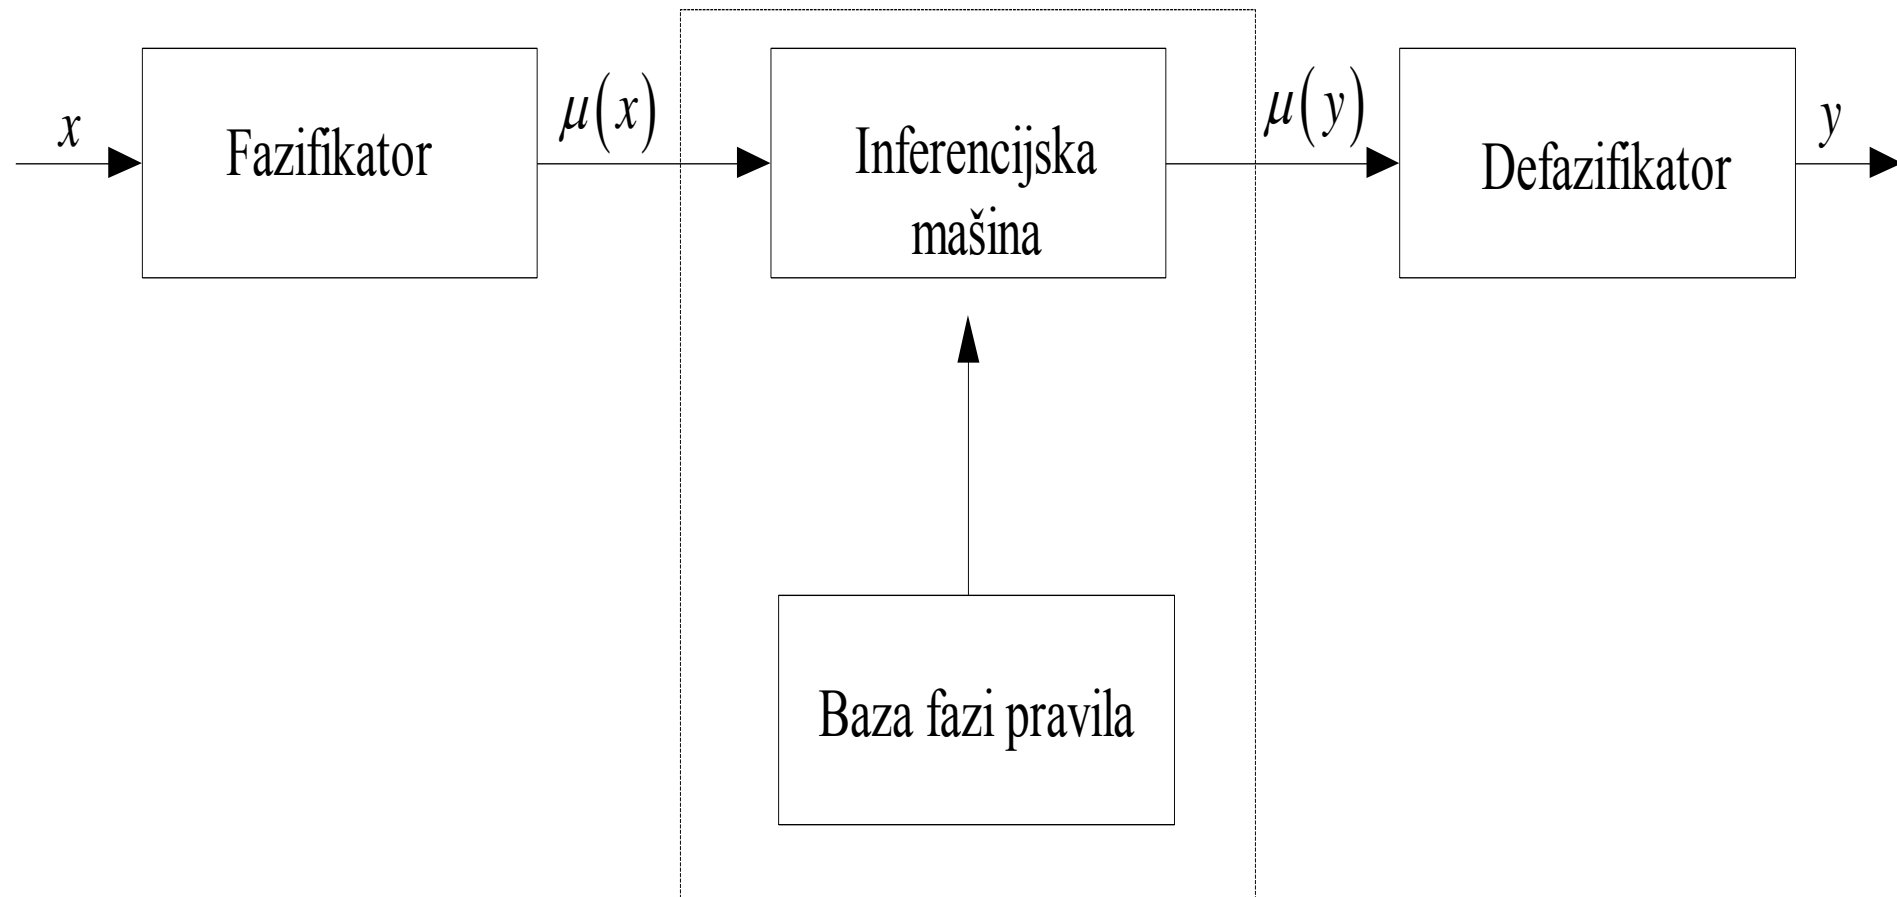 x
Fazifikator
μ(x)
Inferencijska
mašina
μ(y)
Defazifikator
y
Baza fazi pravila